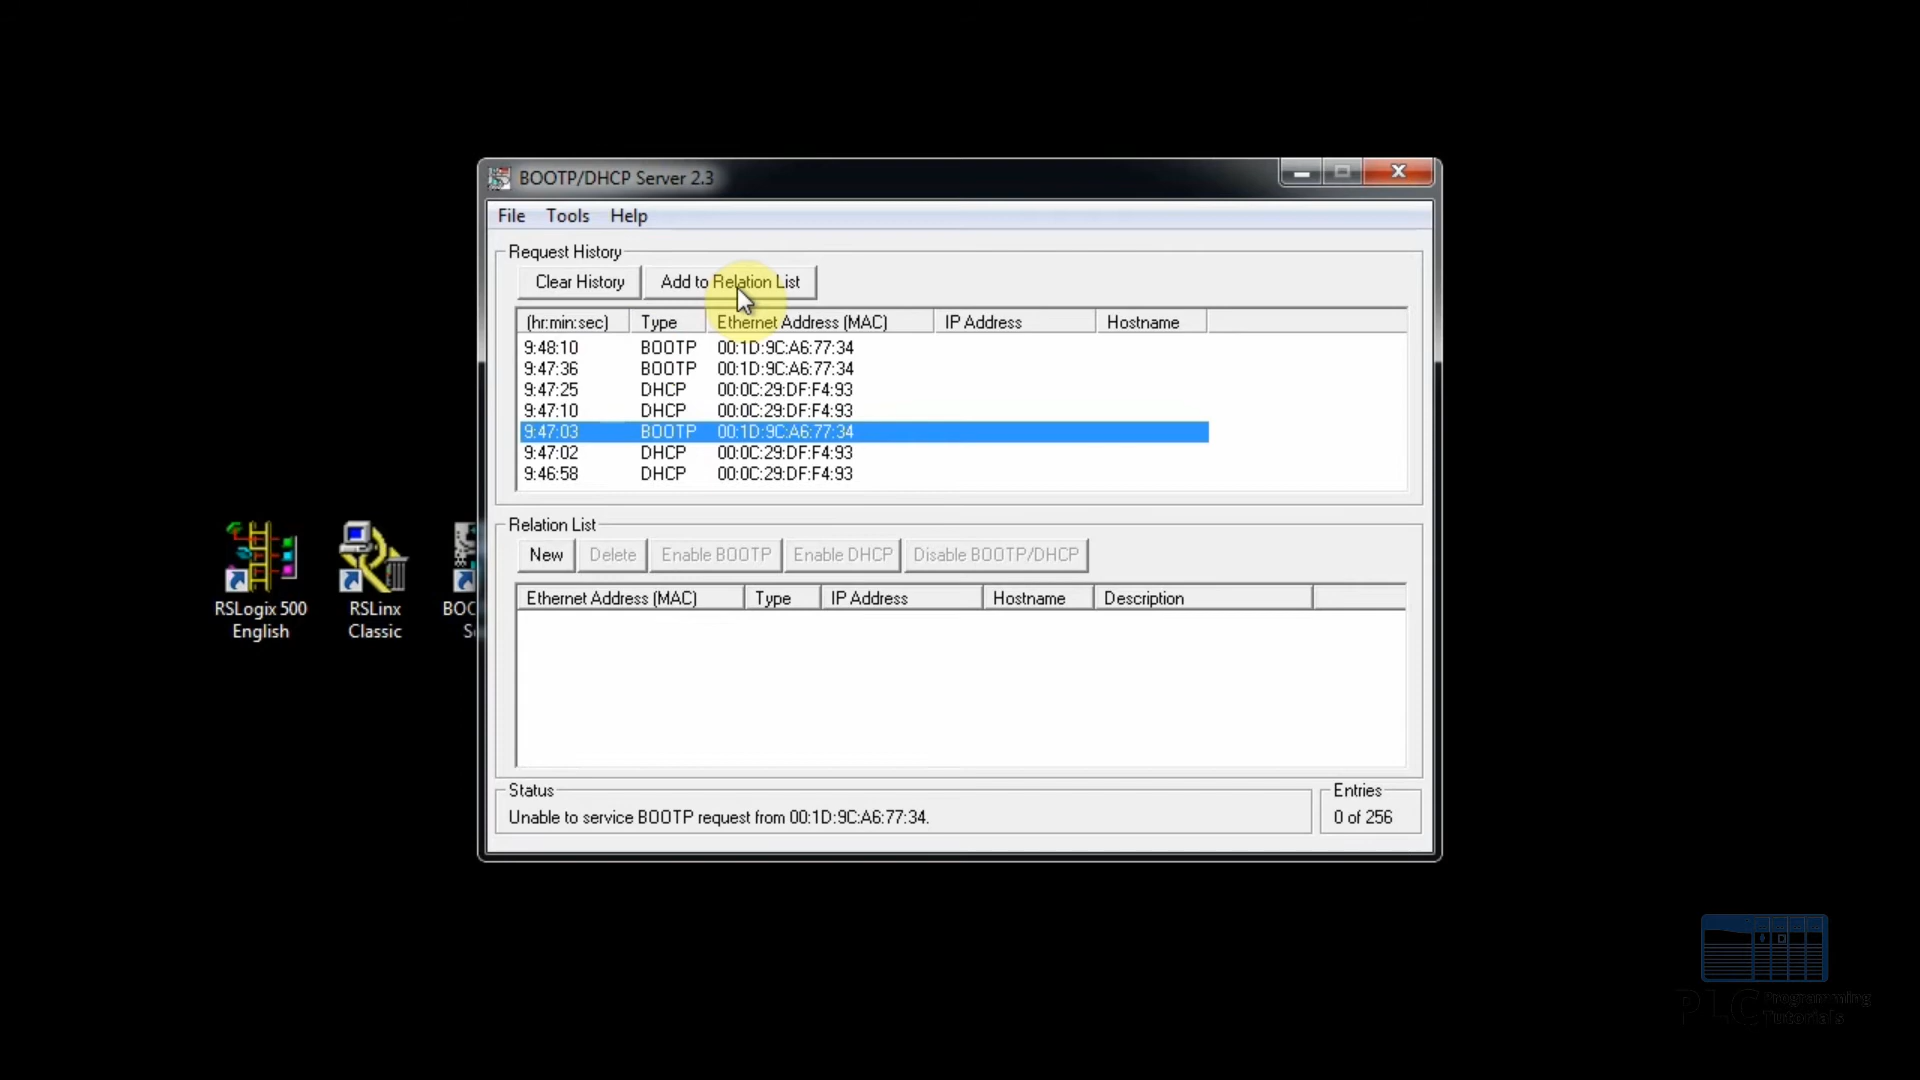 BOOTP/DHCP Server 2.3
File Tools Help
Request History
Clear History Add to Relation List
(hr:min:sec) Type Ethernet Address (MAC) IP Address Hostname
9:48:10 BOOTP 00:1D:9C:A6:77:34
9:47:36 BOOTP 00:1D:9C:A6:77:34
9:47:25 DHCP 00:0C:29:DF:F4:93
9:47:10 DHCP 00:0C:29:DF:F4:93
9:47:03 BOOTP 00:1D:9C:A6:77:34
9:47:02 DHCP 00:0C:29:DF:F4:93
9:46:58 DHCP 00:0C:29:DF:F4:93
Relation List
New Delete Enable BOOTP Enable DHCP Disable BOOTP/DHCP
Ethernet Address (MAC) Type IP Address Hostname Description
Status
Unable to service BOOTP request from 00:1D:9C:A6:77:34.
Entries
0 of 256
RSLogix 500
English
RSLinx
Classic
BOO
PLC Programming
Tutorials